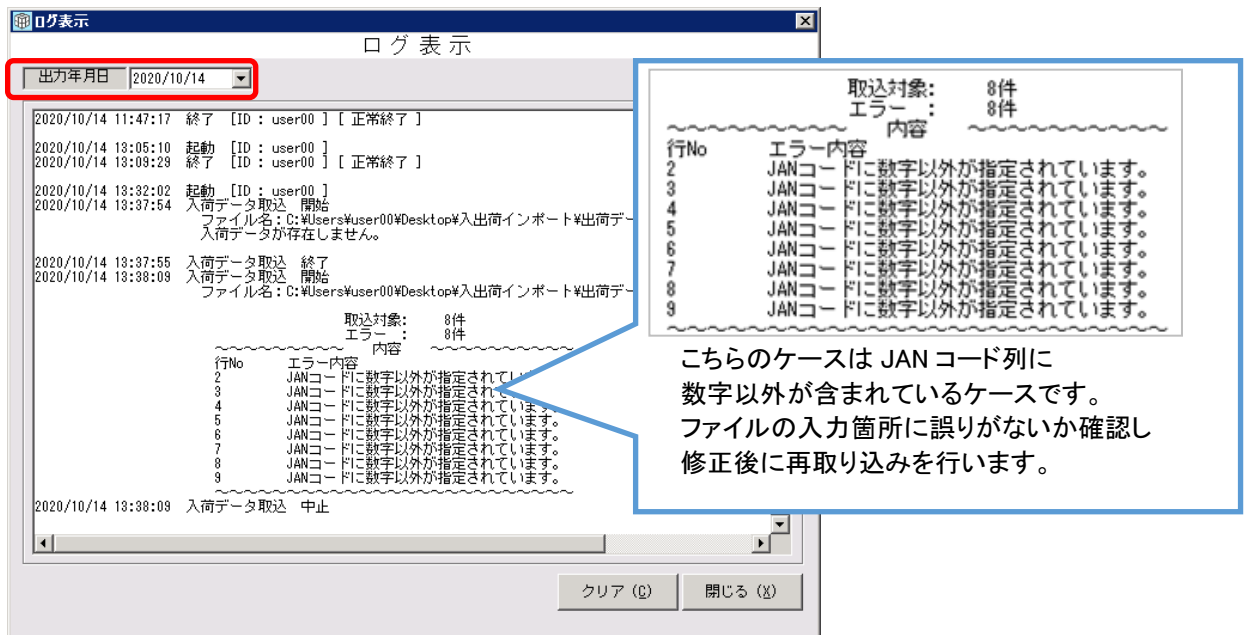 ログ表示
ログ表示
出力年月日 2020/10/14
2020/10/14 11:47:17 終了 [ID : user00 ] [ 正常終了 ]
2020/10/14 13:05:10 起動 [ID : user00 ]
2020/10/14 13:09:29 終了 [ID : user00 ] [ 正常終了 ]
2020/10/14 13:32:02 起動 [ID : user00 ]
2020/10/14 13:37:54 入荷データ取込 開始
ファイル名:C:¥Users¥user00¥Desktop¥入出荷インポート¥出荷デー
入荷データが存在しません。
2020/10/14 13:37:55 入荷データ取込 終了
2020/10/14 13:38:09 入荷データ取込 開始
ファイル名:C:¥Users¥user00¥Desktop¥入出荷インポート¥出荷デー
取込対象: 8件
エラー : 8件
~~~~~~~~~~ 内容 ~~~~~~~~~~~
行No エラー内容
2 JANコードに数字以外が指定されてい
3 JANコードに数字以外が指定されて
4 JANコードに数字以外が指定されています。
5 JANコードに数字以外が指定されています。
6 JANコードに数字以外が指定されています。
7 JANコードに数字以外が指定されています。
8 JANコードに数字以外が指定されています。
9 JANコードに数字以外が指定されています。
~~~~~~~~~~~~~~~~~~~~~~~~~~~~
2020/10/14 13:38:09 入荷データ取込 中止
クリア (C) 閉じる (X)
取込対象: 8件
エラー : 8件
~~~~~~~~~~ 内容 ~~~~~~~~~~~
行No エラー内容
2 JANコードに数字以外が指定されています。
3 JANコードに数字以外が指定されています。
4 JANコードに数字以外が指定されています。
5 JANコードに数字以外が指定されています。
6 JANコードに数字以外が指定されています。
7 JANコードに数字以外が指定されています。
8 JANコードに数字以外が指定されています。
9 JANコードに数字以外が指定されています。
~~~~~~~~~~~~~~~~~~~~~~~~~~~~
こちらのケースは JAN コード列に
数字以外が含まれているケースです。
ファイルの入力箇所に誤りがないか確認し
修正後に再取り込みを行います。